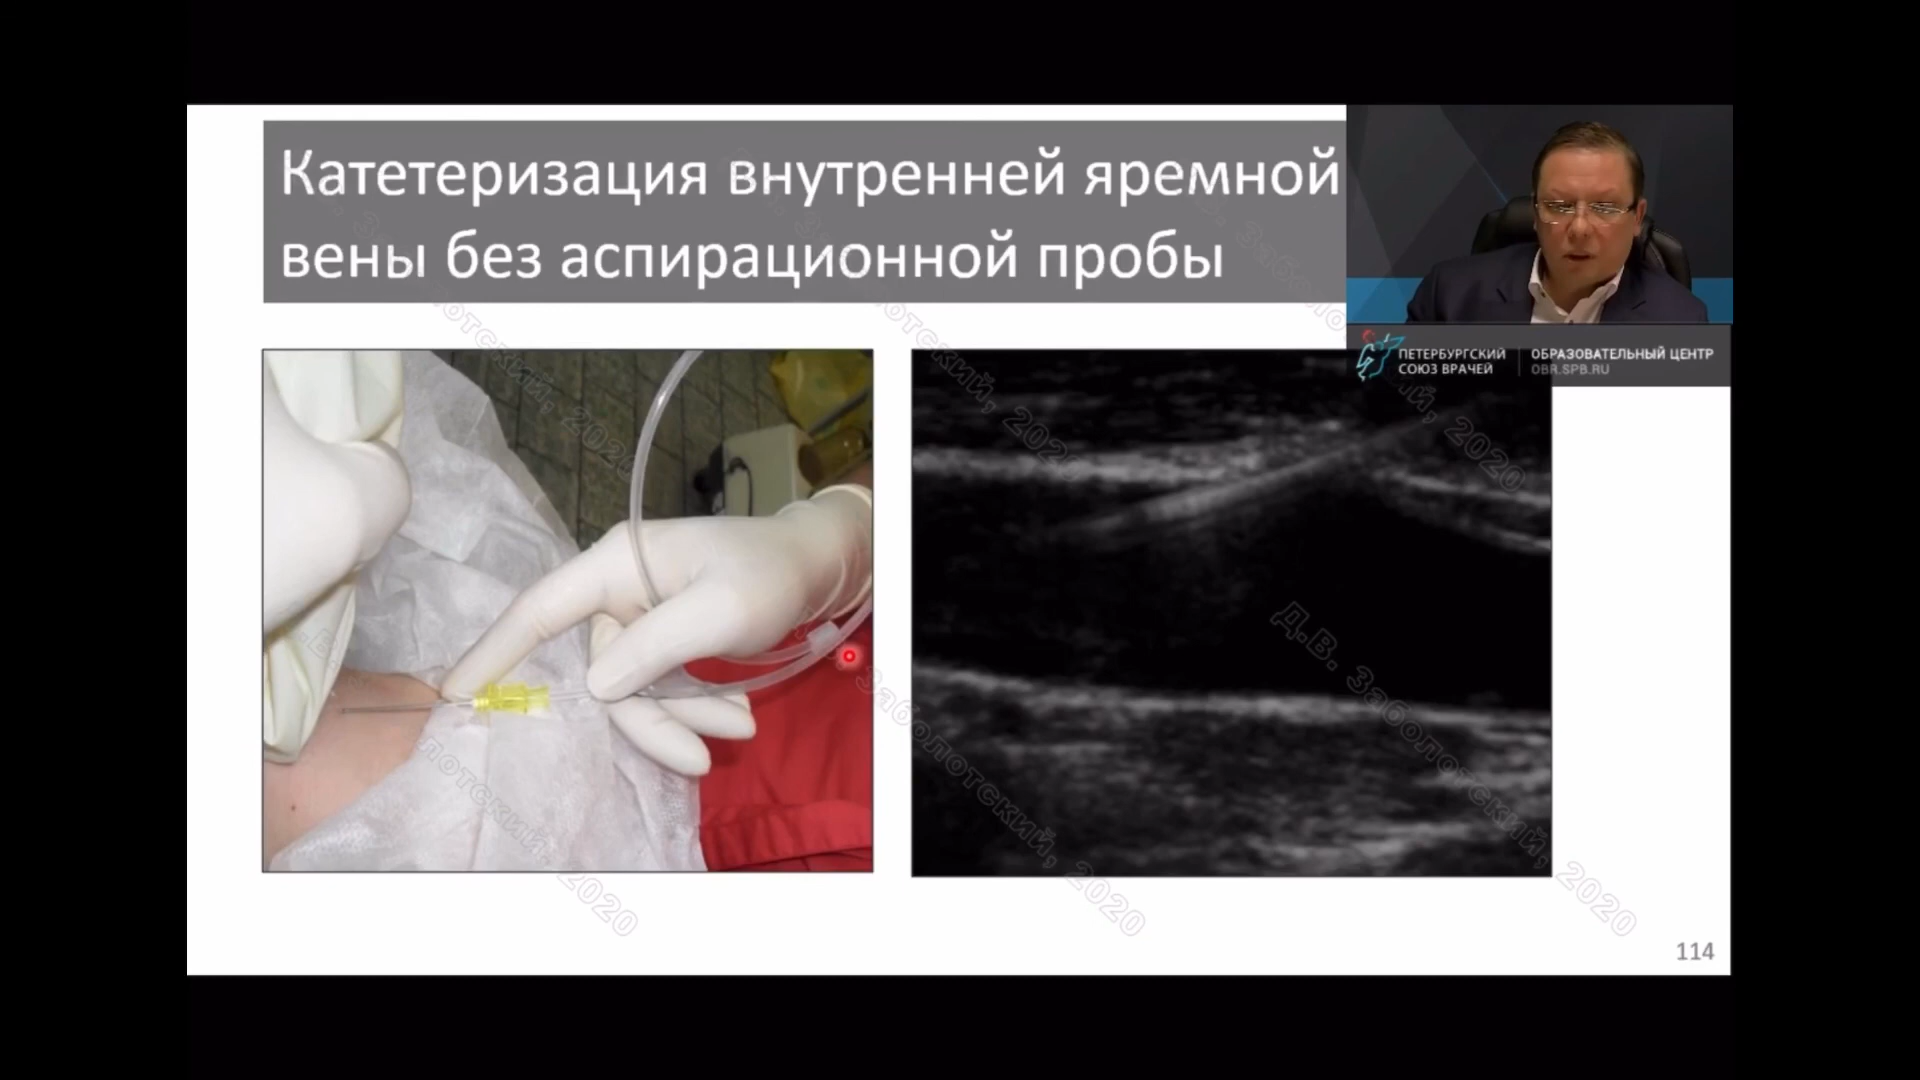 Катетеризация внутренней яремной
вены без аспирационной пробы
ПЕТЕРБУРГСКИЙ
СОЮЗ ВРАЧЕЙ
ОБРАЗОВАТЕЛЬНЫЙ ЦЕНТР
OBR.SPB.RU
Д.В. Заболотский, 2020
114